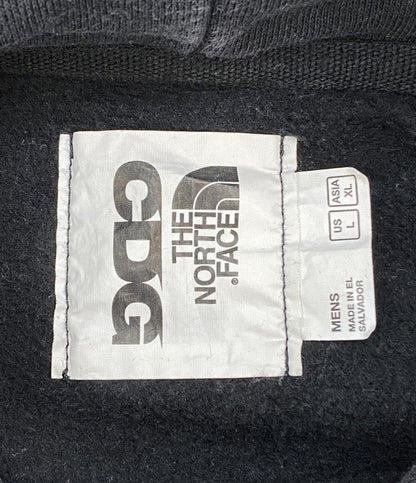 THE
NORTH
FACE®
CDG
US
L
ASIA
XL
MENS
MADE IN EL
SALVADOR